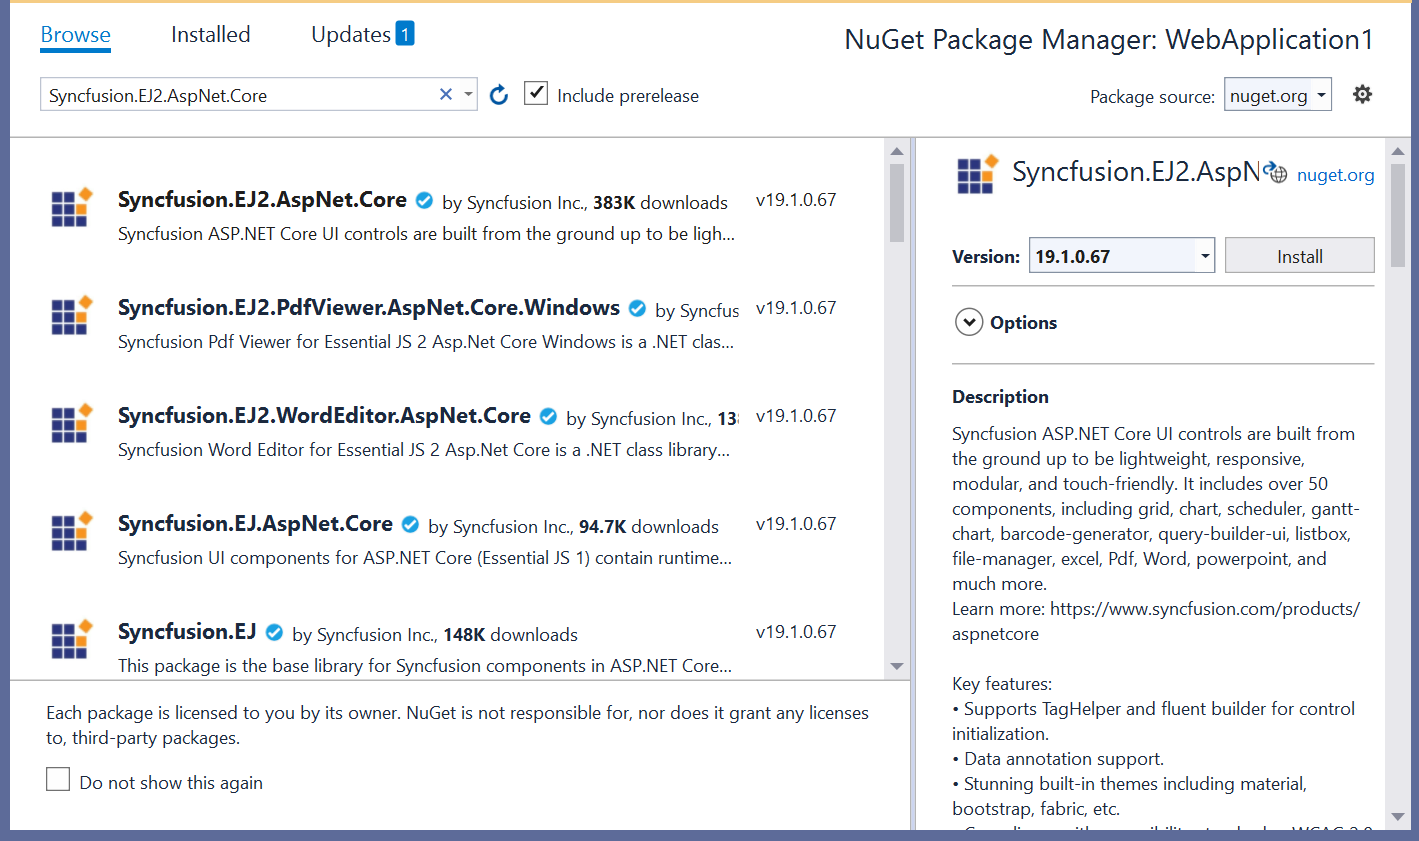 Browse Installed Updates 1
NuGet Package Manager: WebApplication1
Syncfusion.EJ2.AspNet.Core
Include prerelease
Package source: nuget.org
Syncfusion.EJ2.AspNet.Core by Syncfusion Inc., 383K downloads v19.1.0.67
Syncfusion ASP.NET Core UI controls are built from the ground up to be ligh...
Syncfusion.EJ2.PdfViewer.AspNet.Core.Windows by Syncfus v19.1.0.67
Syncfusion Pdf Viewer for Essential JS 2 Asp.Net Core Windows is a .NET clas...
Syncfusion.EJ2.WordEditor.AspNet.Core by Syncfusion Inc., 13 v19.1.0.67
Syncfusion Word Editor for Essential JS 2 Asp.Net Core is a .NET class library...
Syncfusion.EJ.AspNet.Core by Syncfusion Inc., 94.7K downloads v19.1.0.67
Syncfusion UI components for ASP.NET Core (Essential JS 1) contain runtime...
Syncfusion.EJ by Syncfusion Inc., 148K downloads v19.1.0.67
This package is the base library for Syncfusion components in ASP.NET Core...
Each package is licensed to you by its owner. NuGet is not responsible for, nor does it grant any licenses
to, third-party packages.
Do not show this again
Syncfusion.EJ2.AspN nuget.org
Version: 19.1.0.67 Install
Options
Description
Syncfusion ASP.NET Core UI controls are built from
the ground up to be lightweight, responsive,
modular, and touch-friendly. It includes over 50
components, including grid, chart, scheduler, gantt-
chart, barcode-generator, query-builder-ui, listbox,
file-manager, excel, Pdf, Word, powerpoint, and
much more.
Learn more: https://www.syncfusion.com/products/
aspnetcore
Key features:
• Supports TagHelper and fluent builder for control
initialization.
• Data annotation support.
• Stunning built-in themes including material,
bootstrap, fabric, etc.